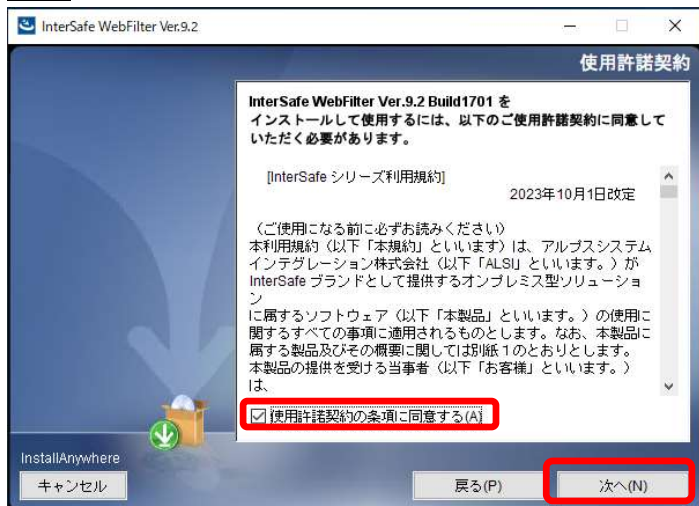 InterSafe WebFilter Ver.9.2
使用許諾契約
InterSafe WebFilter Ver.9.2 Build1701 を
インストールして使用するには、以下のご使用許諾契約に同意して
いただく必要があります。
[InterSafe シリーズ利用規約]
2023年10月1日改定
（ご使用になる前に必ずお読みください）
本利用規約（以下「本規約」といいます）は、アルプスシステム
インテグレーション株式会社（以下「ALSI」といいます。）が
InterSafe ブランドとして提供するオンプレミス型ソリューショ
ン
に属するソフトウェア（以下「本製品」といいます。）の使用に
関するすべての事項に適用されるものとします。なお、本製品に
属する製品及びその概要に関しては別紙１のとおりとします。
本製品の提供を受ける当事者（以下「お客様」といいます。）
は、
使用許諾契約の条項に同意する(A)
InstallAnywhere
キャンセル
戻る(P)
次へ(N)